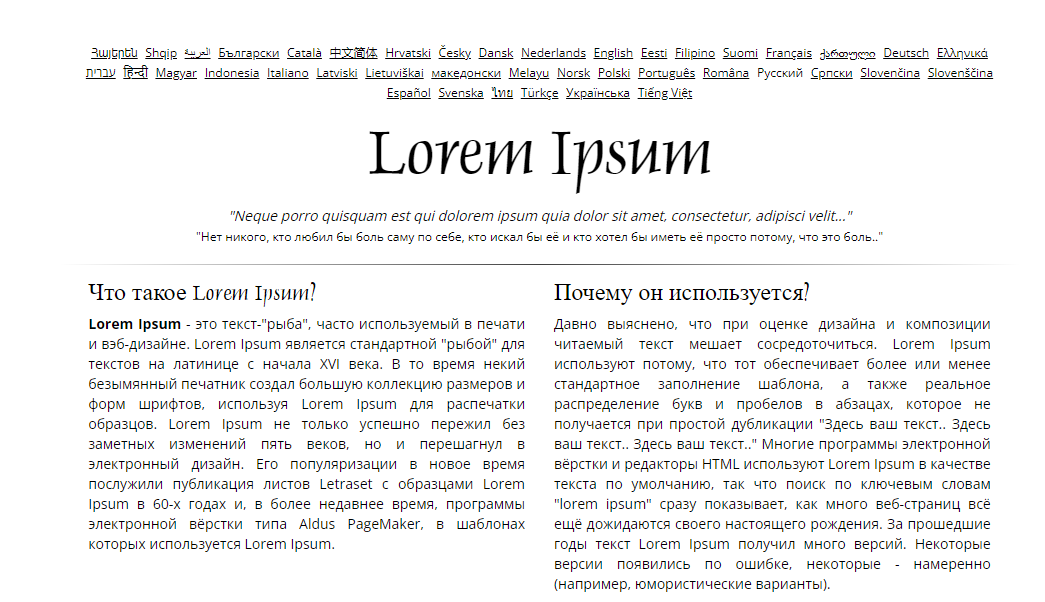 Հայերեն Shqip العربية Български Català 中文简体 Hrvatski Česky Dansk Nederlands English Eesti Filipino Suomi Français ქართული Deutsch Ελληνικά
עברית हिन्दी Magyar Indonesia Italiano Latviski Lietuviškai македонски Melayu Norsk Polski Português Româna Русский Српски Slovenčina Slovenščina
Español Svenska ไทย Türkçe Українська Tiếng Việt
Lorem Ipsum
"Neque porro quisquam est qui dolorem ipsum quia dolor sit amet, consectetur, adipisci velit..."
"Нет никого, кто любил бы боль саму по себе, кто искал бы её и кто хотел бы иметь её просто потому, что это боль.."
Что такое Lorem Ipsum?
Lorem Ipsum - это текст-"рыба", часто используемый в печати
и вэб-дизайне. Lorem Ipsum является стандартной "рыбой" для
текстов на латинице с начала XVI века. В то время некий
безымянный печатник создал большую коллекцию размеров и
форм шрифтов, используя Lorem Ipsum для распечатки
образцов. Lorem Ipsum не только успешно пережил без
заметных изменений пять веков, но и перешагнул в
электронный дизайн. Его популяризации в новое время
послужили публикация листов Letraset с образцами Lorem
Ipsum в 60-х годах и, в более недавнее время, программы
электронной вёрстки типа Aldus PageMaker, в шаблонах
которых используется Lorem Ipsum.
Почему он используется?
Давно выяснено, что при оценке дизайна и композиции
читаемый текст мешает сосредоточиться. Lorem Ipsum
используют потому, что тот обеспечивает более или менее
стандартное заполнение шаблона, а также реальное
распределение букв и пробелов в абзацах, которое не
получается при простой дубликации "Здесь ваш текст.. Здесь
ваш текст.. Здесь ваш текст.." Многие программы электронной
вёрстки и редакторы HTML используют Lorem Ipsum в качестве
текста по умолчанию, так что поиск по ключевым словам
"lorem ipsum" сразу показывает, как много веб-страниц всё
ещё дожидаются своего настоящего рождения. За прошедшие
годы текст Lorem Ipsum получил много версий. Некоторые
версии появились по ошибке, некоторые - намеренно
(например, юмористические варианты).